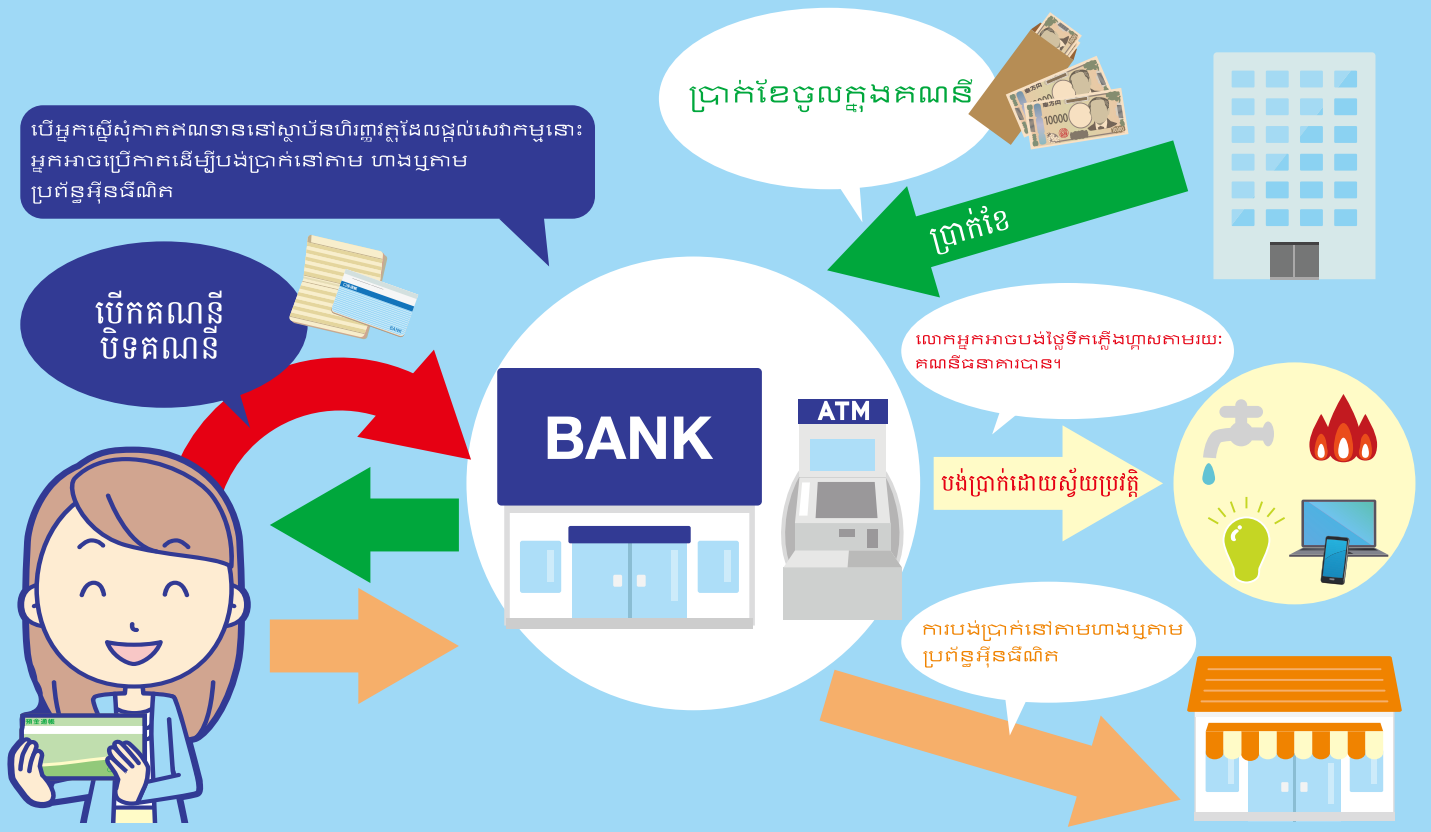 ប្រាក់ខែចូលក្នុងគណនី
បើអ្នកស្នើសុំកាតឥណទាននៅស្ថាប័នហិរញ្ញវត្ថុដែលផ្តល់សេវាកម្មនោះ
អ្នកអាចប្រើកាតដើម្បីបង់ប្រាក់នៅតាម ហាងឬតាម
ប្រព័ន្ធអ៊ីនធឺណិត
ប្រាក់ខែ
បើកគណនី
បិទគណនី
BANK
លោកអ្នកអាចបង់ថ្លៃទឹកភ្លើងហ្គាសតាមរយៈ
គណនីធនាគារបាន។
BANK
ATM
បង់ប្រាក់ដោយស្វ័យប្រវត្តិ
ការបង់ប្រាក់នៅតាមហាងឬតាម
ប្រព័ន្ធអ៊ីនធឺណិត
10000